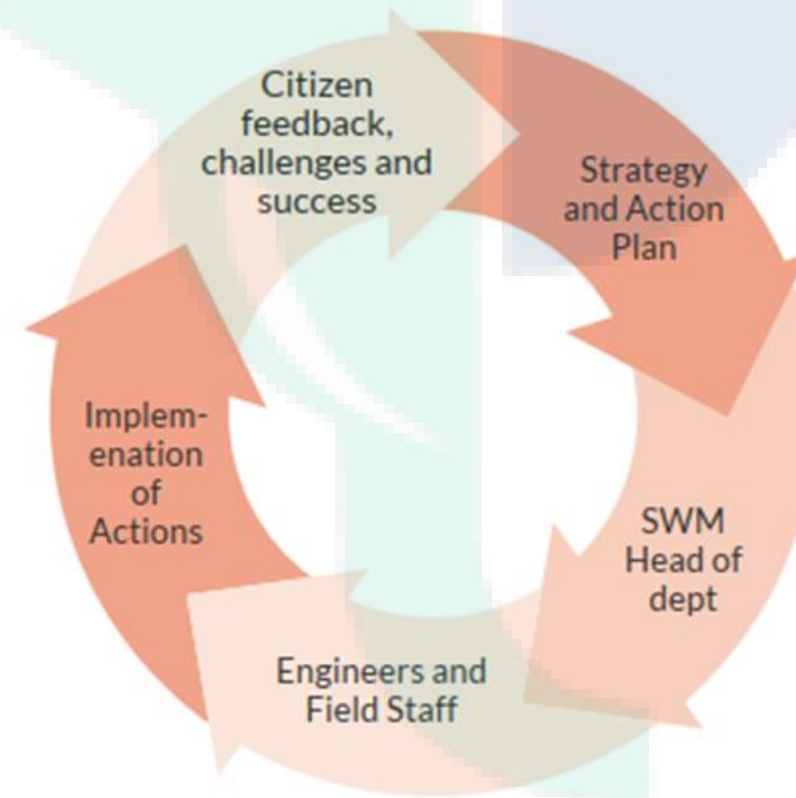 Citizen
feedback,
challenges and
success
Strategy
and Action
Plan
SWM
Head of
dept
Engineers and
Field Staff
Implem-
enation
of
Actions